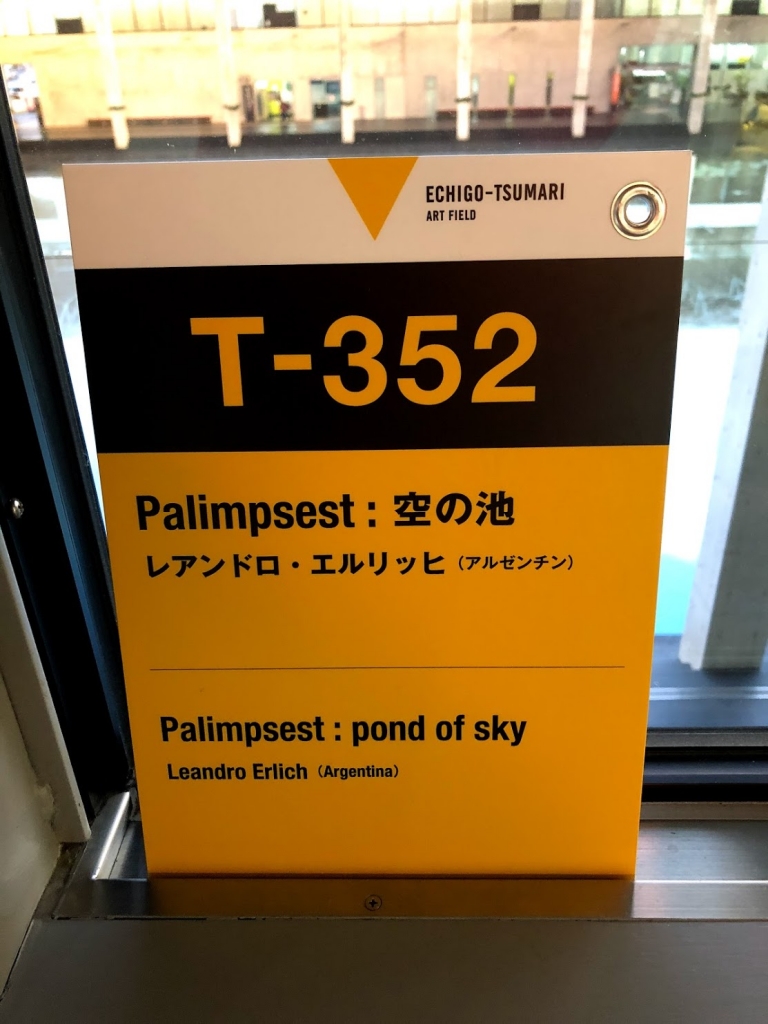 ECHIGO-TSUMARI
ART FIELD
T-352
Palimpsest : 空の池
レアンドロ・エルリッヒ（アルゼンチン）
Palimpsest : pond of sky
Leandro Erlich（Argentina）